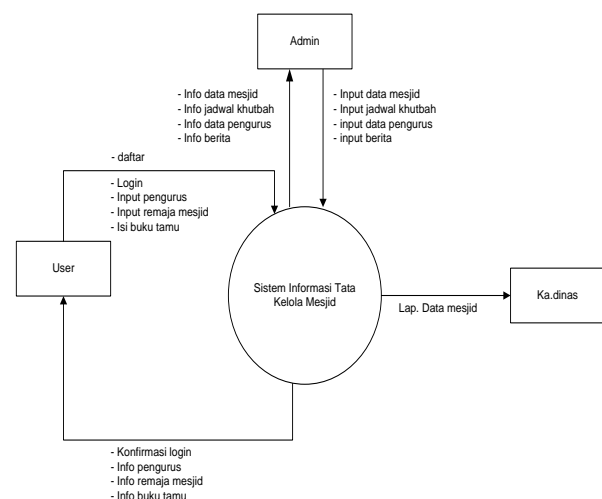 Admin
- Info data mesjid
- Info jadwal khutbah
- Info data pengurus
- Info berita
- Input data mesjid
- Input jadwal khutbah
- input data pengurus
- input berita
- daftar
- Login
- Input pengurus
- Input remaja mesjid
- Isi buku tamu
User
Sistem Informasi Tata
Kelola Mesjid
Lap. Data mesjid
Ka.dinas
- Konfirmasi login
- Info pengurus
- Info remaja mesjid
- Info buku tamu